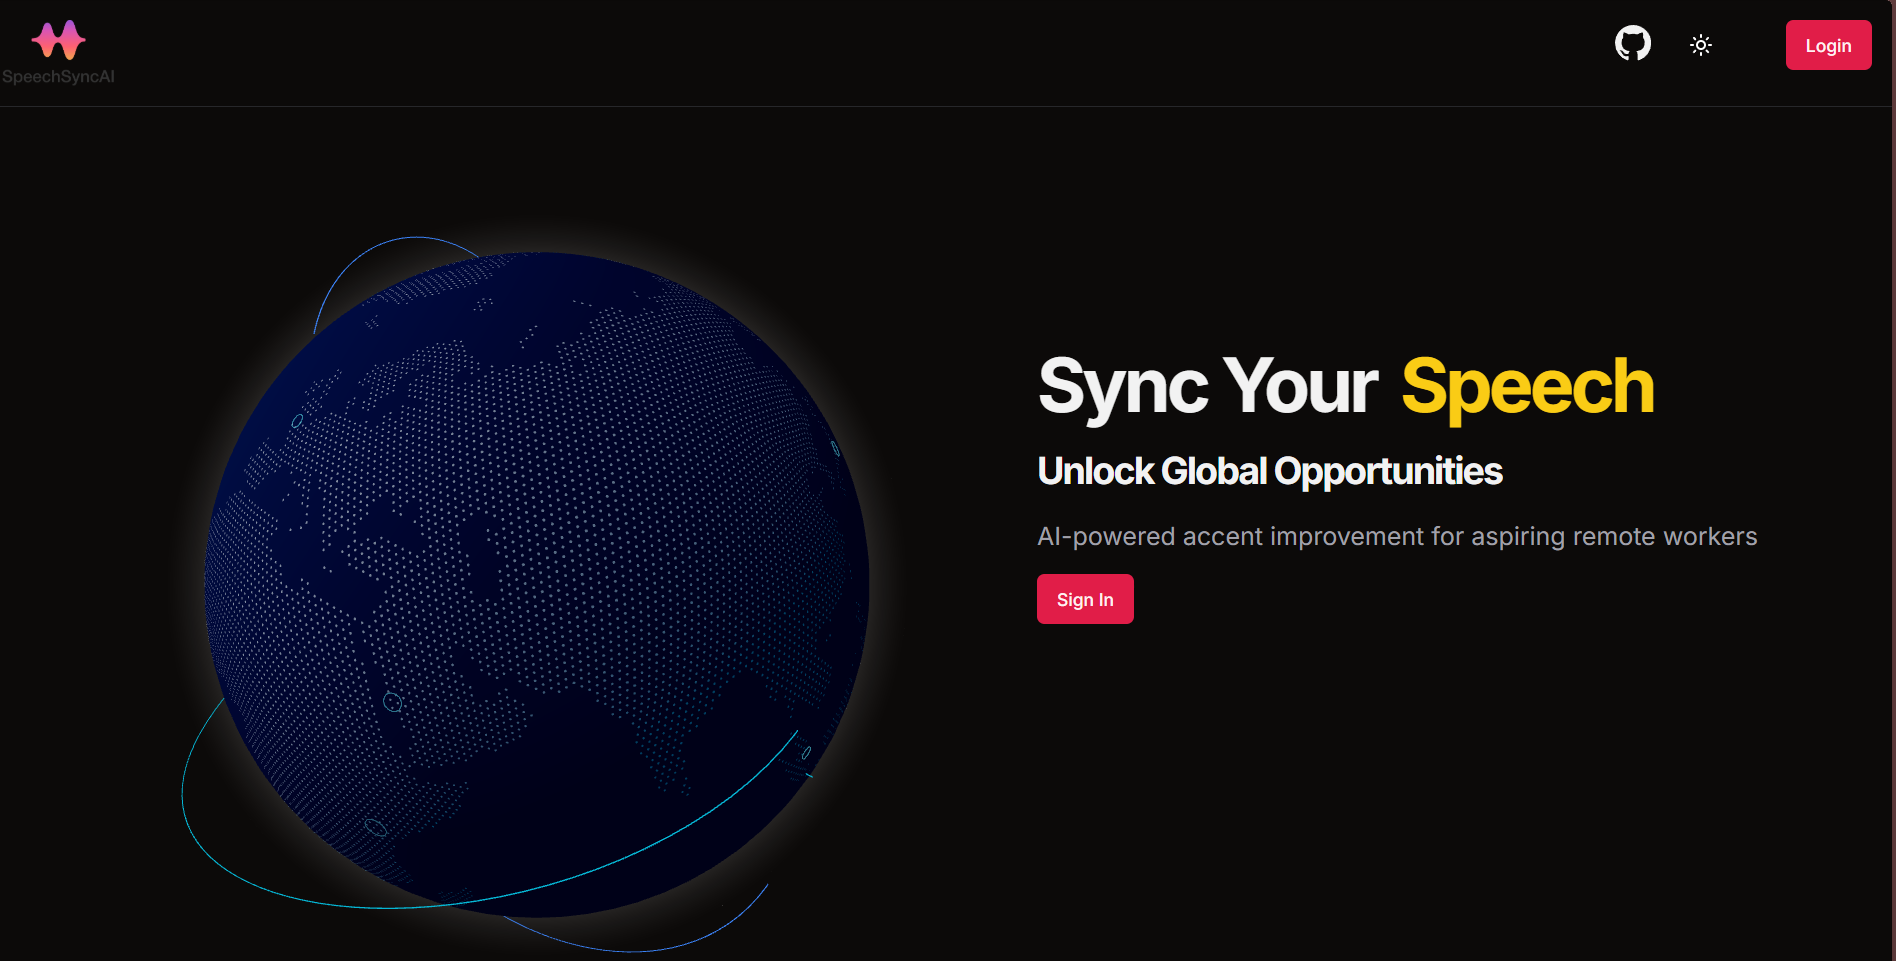 SpeechSyncAI
Login
Sync Your Speech
Unlock Global Opportunities
AI-powered accent improvement for aspiring remote workers
Sign In